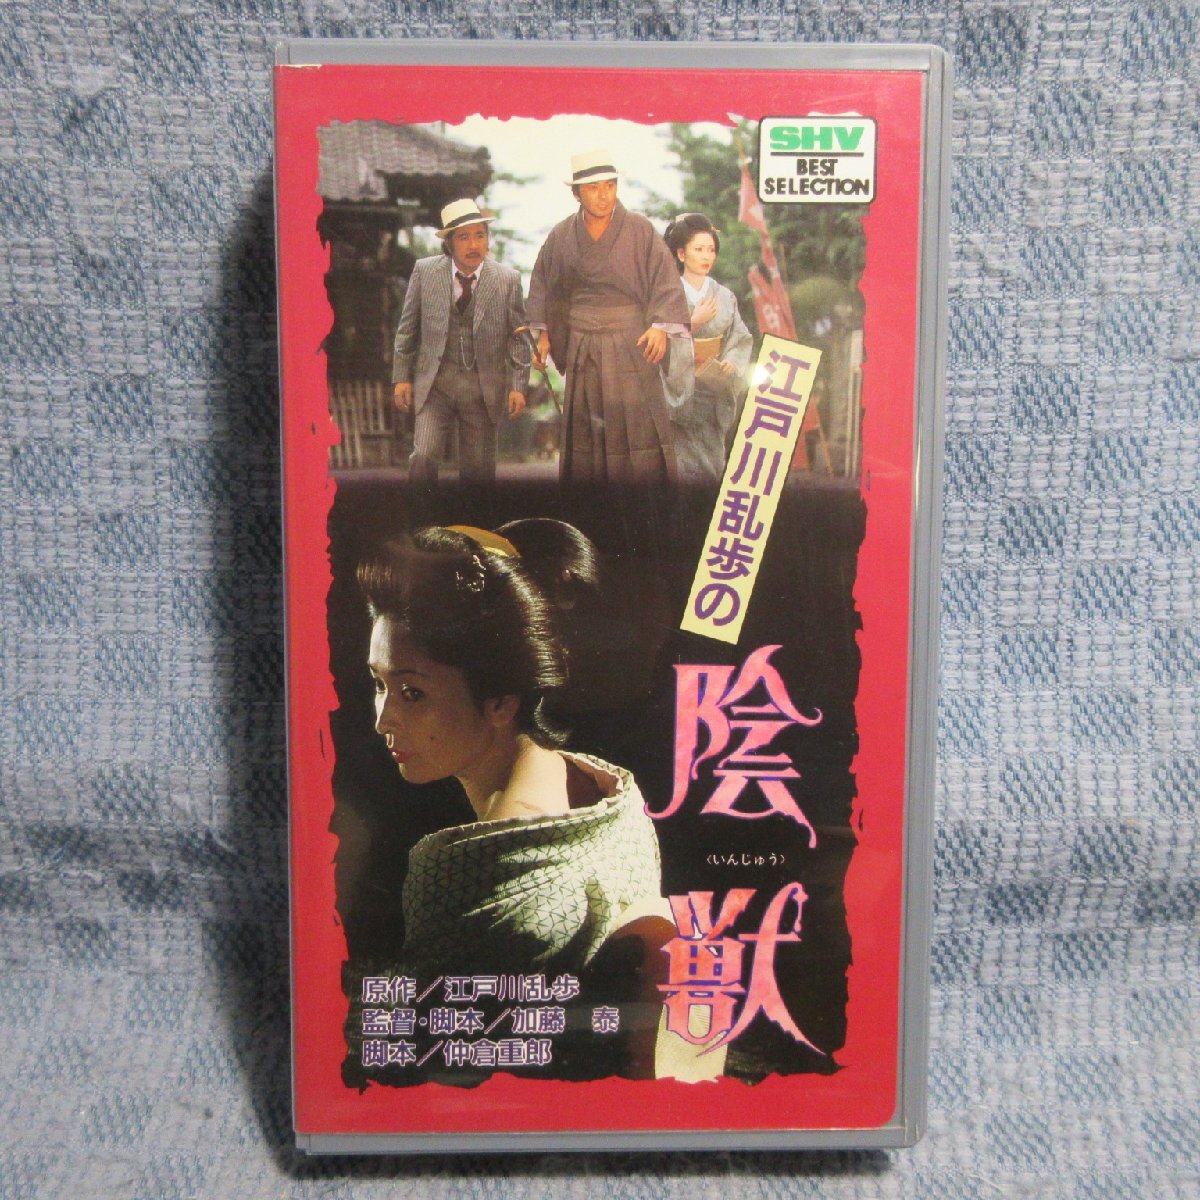 SHV
BEST
SELECTION
江戸川乱歩の
陰獣
〈いんじゅう〉
原作／江戸川乱歩
監督・脚本／加藤 泰
脚本／仲倉重郎